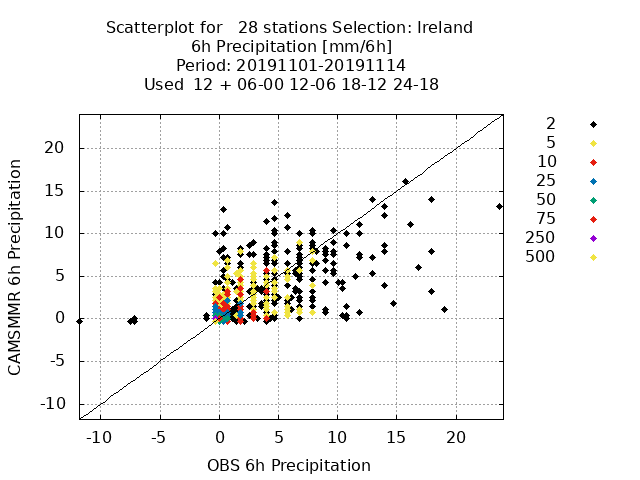 Scatterplot for 28 stations Selection: Ireland
6h Precipitation [mm/6h]
Period: 20191101-20191114
Used 12 + 06-00 12-06 18-12 24-18
2
5
10
25
50
75
250
500
20
15
10
5
0
-5
-10
CAMSMMR 6h Precipitation
-10 -5 0 5 10 15 20
OBS 6h Precipitation